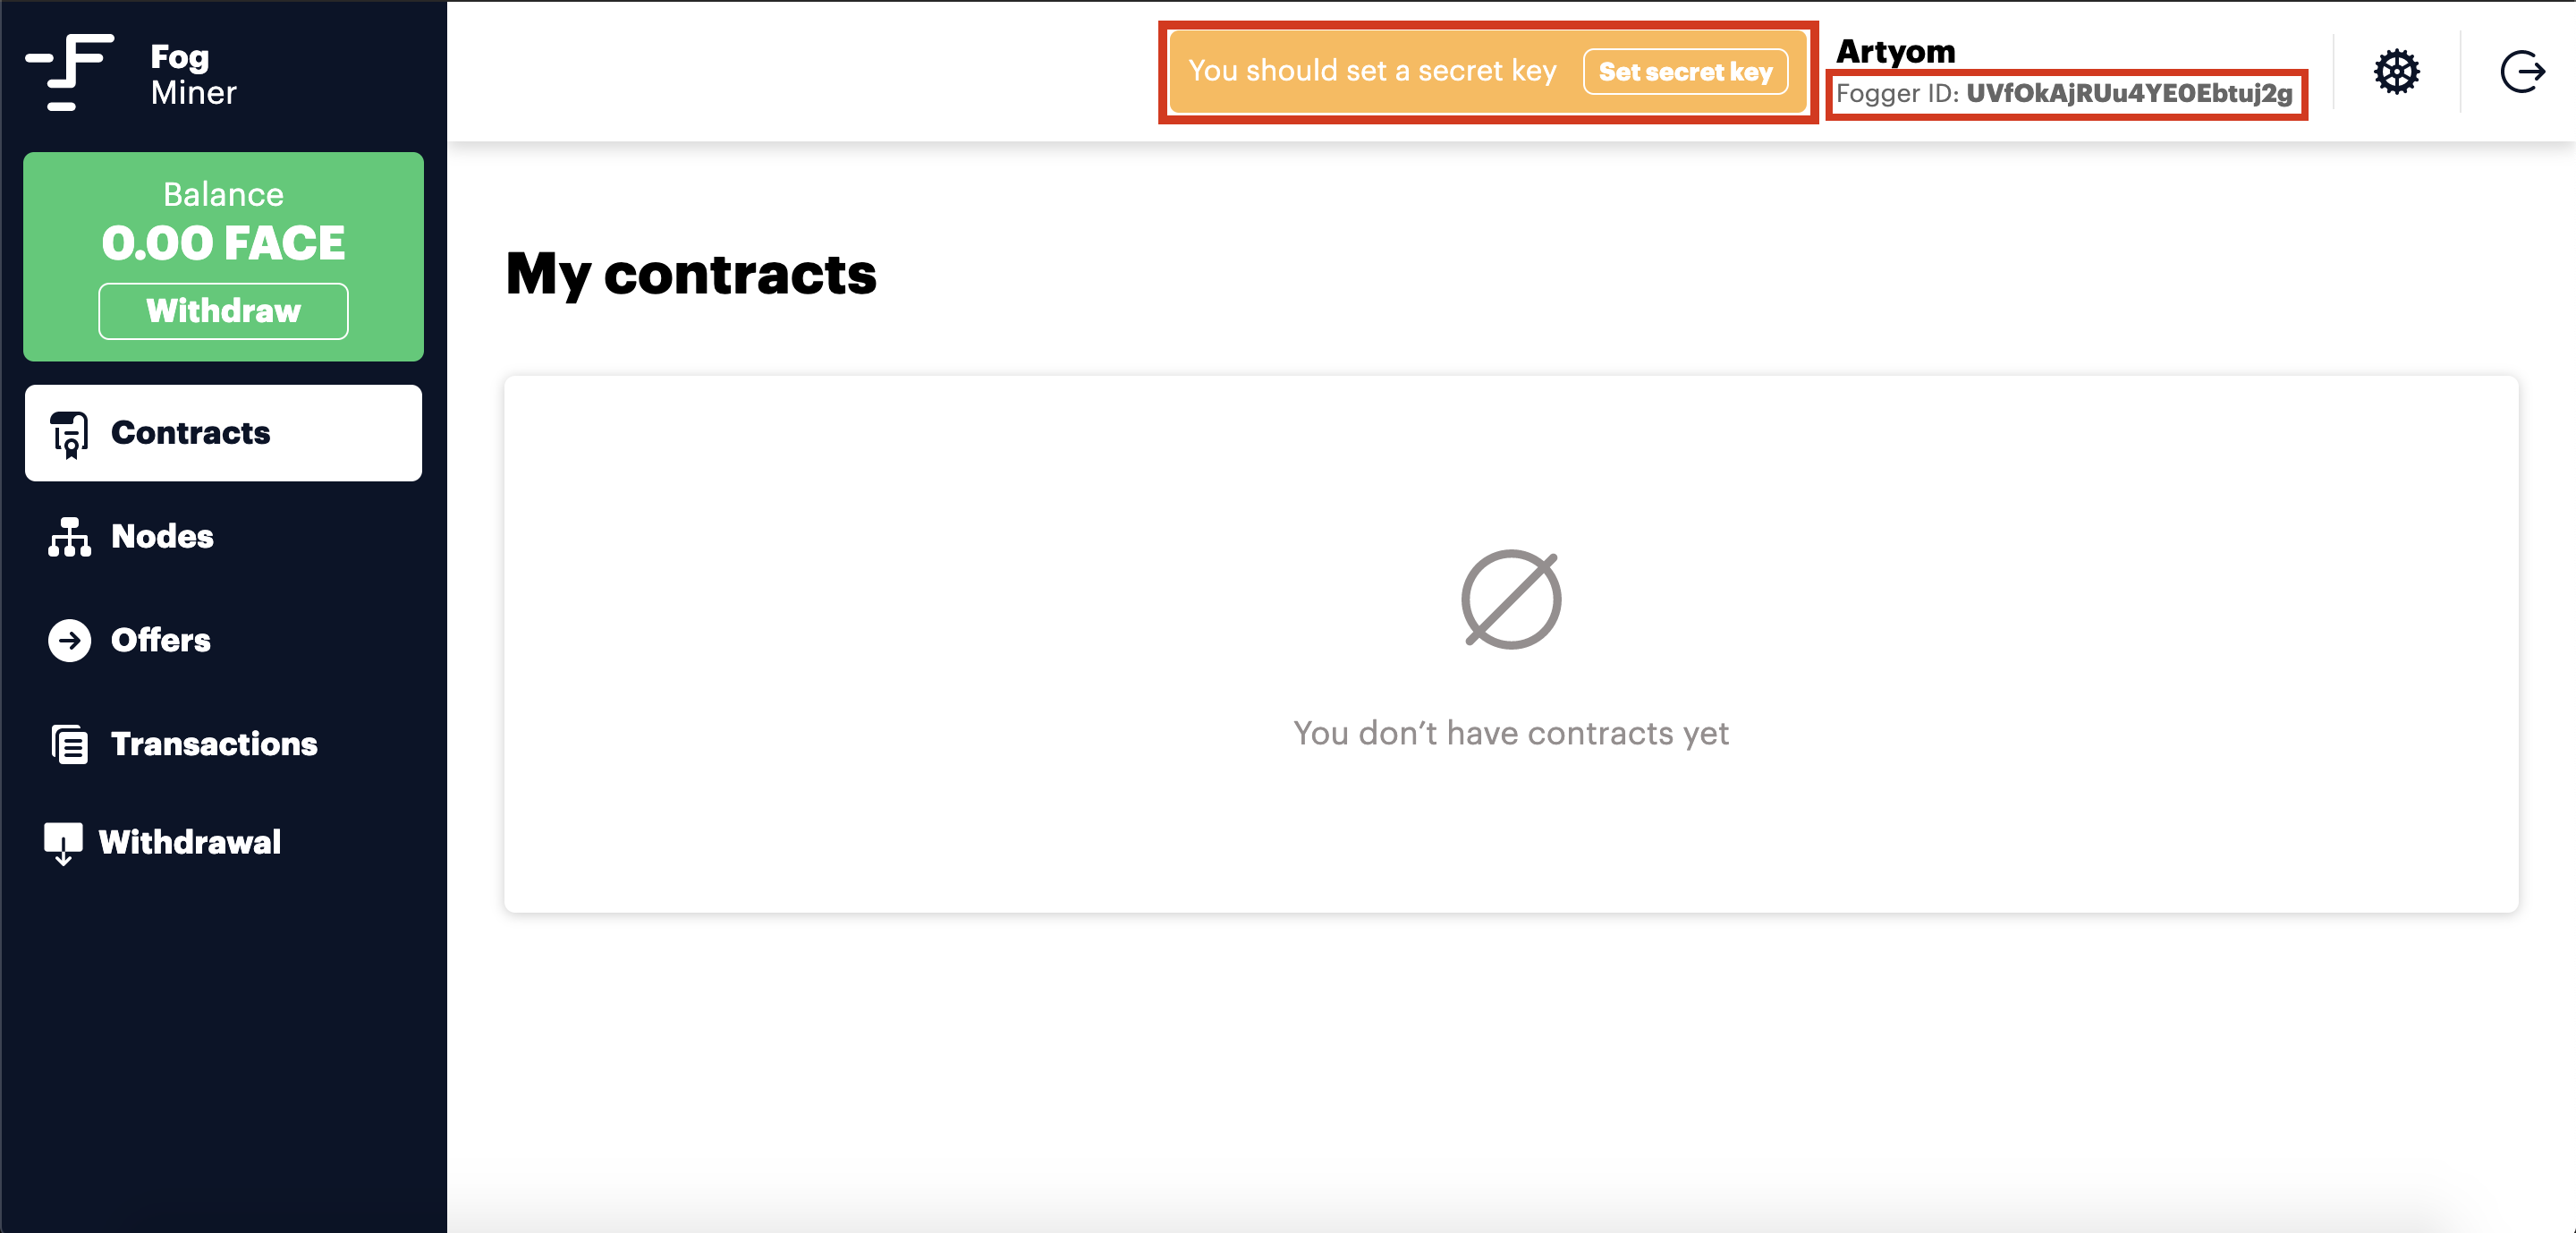 Fog
Miner
You should set a secret key
Set secret key
Artyom
Fogger ID: UVfOkAjRUu4YE0Ebtuj2g
Balance
0.00 FACE
Withdraw
Contracts
Nodes
Offers
Transactions
Withdrawal
My contracts
You don’t have contracts yet